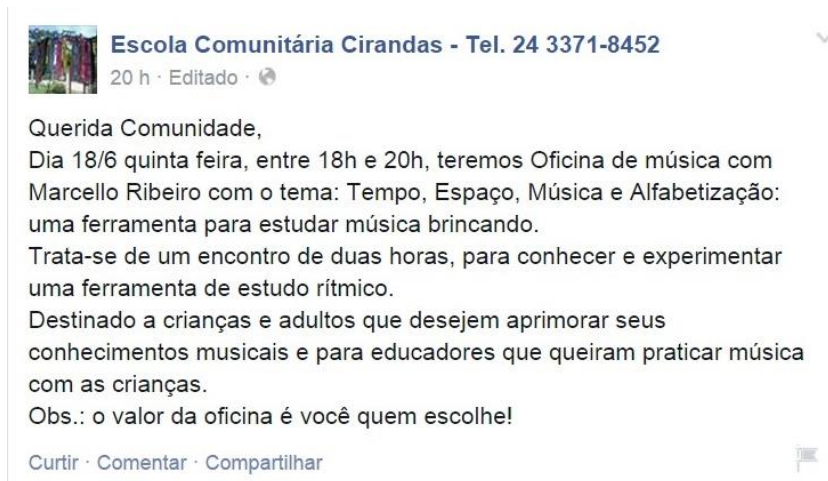 Escola Comunitária Cirandas - Tel. 24 3371-8452
20 h · Editado ·
Querida Comunidade,
Dia 18/6 quinta feira, entre 18h e 20h, teremos Oficina de música com
Marcello Ribeiro com o tema: Tempo, Espaço, Música e Alfabetização:
uma ferramenta para estudar música brincando.
Trata-se de um encontro de duas horas, para conhecer e experimentar
uma ferramenta de estudo rítmico.
Destinado a crianças e adultos que desejem aprimorar seus
conhecimentos musicais e para educadores que queiram praticar música
com as crianças.
Obs.: o valor da oficina é você quem escolhe!
Curtir · Comentar · Compartilhar